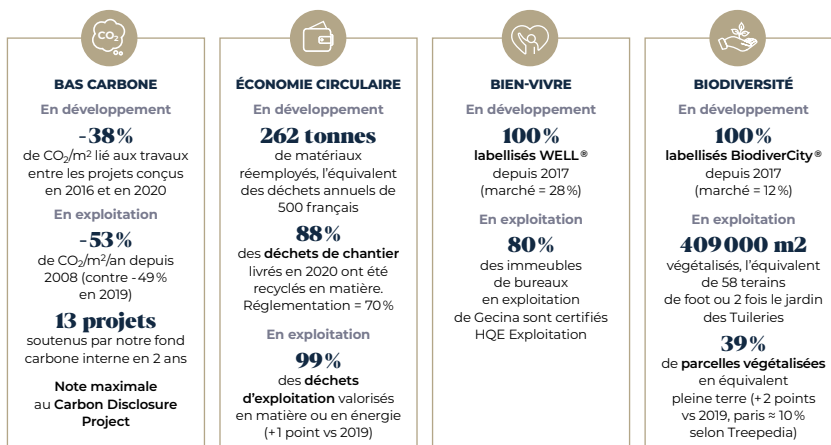 CO₂
BAS CARBONE
En développement
-38%
de CO₂/m² lié aux travaux
entre les projets conçus
en 2016 et en 2020
En exploitation
-53%
de CO₂/m²/an depuis
2008 (contre -49%
en 2019)
13 projets
soutenus par notre fond
carbone interne en 2 ans
Note maximale
au Carbon Disclosure
Project
ÉCONOMIE CIRCULAIRE
En développement
262 tonnes
de matériaux
réemployés, l'équivalent
des déchets annuels de
500 français
88%
des déchets de chantier
livrés en 2020 ont été
recyclés en matière.
Réglementation = 70%
En exploitation
99%
des déchets
d'exploitation valorisés
en matière ou en énergie
(+1 point vs 2019)
BIEN-VIVRE
En développement
100%
labellisés WELL®
depuis 2017
(marché = 28%)
En exploitation
80%
des immeubles
de bureaux
en exploitation
de Gecina sont certifiés
HQE Exploitation
BIODIVERSITÉ
En développement
100%
labellisés BiodiverCity®
depuis 2017
(marché = 12%)
En exploitation
409000 m2
végétalisés, l'équivalent
de 58 terains
de foot ou 2 fois le jardin
des Tuileries
39%
de parcelles végétalisées
en équivalent
pleine terre (+2 points
vs 2019, paris ≈ 10%
selon Treepedia)